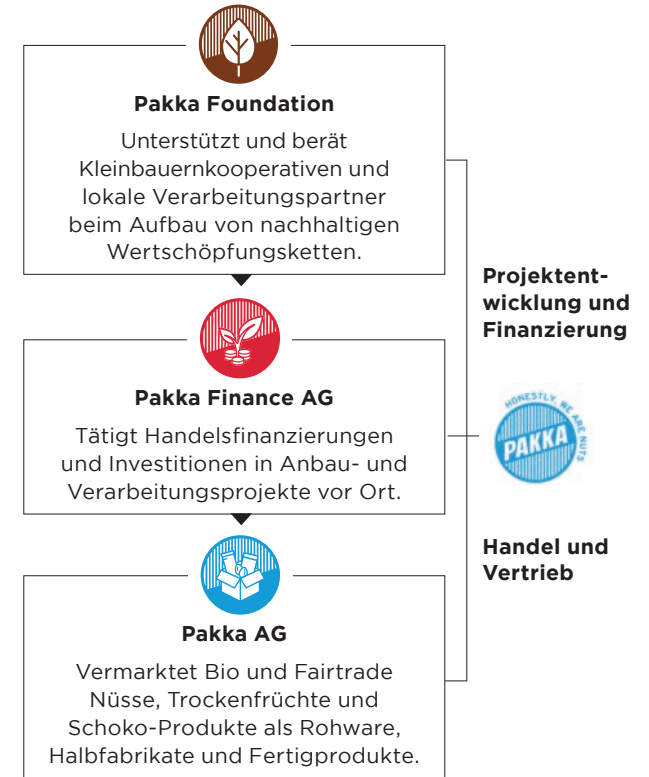 Pakka Foundation
Unterstützt und berät
Kleinbauernkooperativen und
lokale Verarbeitungspartner
beim Aufbau von nachhaltigen
Wertschöpfungsketten.
Projektent-
wicklung und
Finanzierung
Pakka Finance AG
Tätigt Handelsfinanzierungen
und Investitionen in Anbau- und
Verarbeitungsprojekte vor Ort.
HONESTLY, WE ARE NUTS
PAKKA
Handel und
Vertrieb
Pakka AG
Vermarktet Bio und Fairtrade
Nüsse, Trockenfrüchte und
Schoko-Produkte als Rohware,
Halbfabrikate und Fertigprodukte.